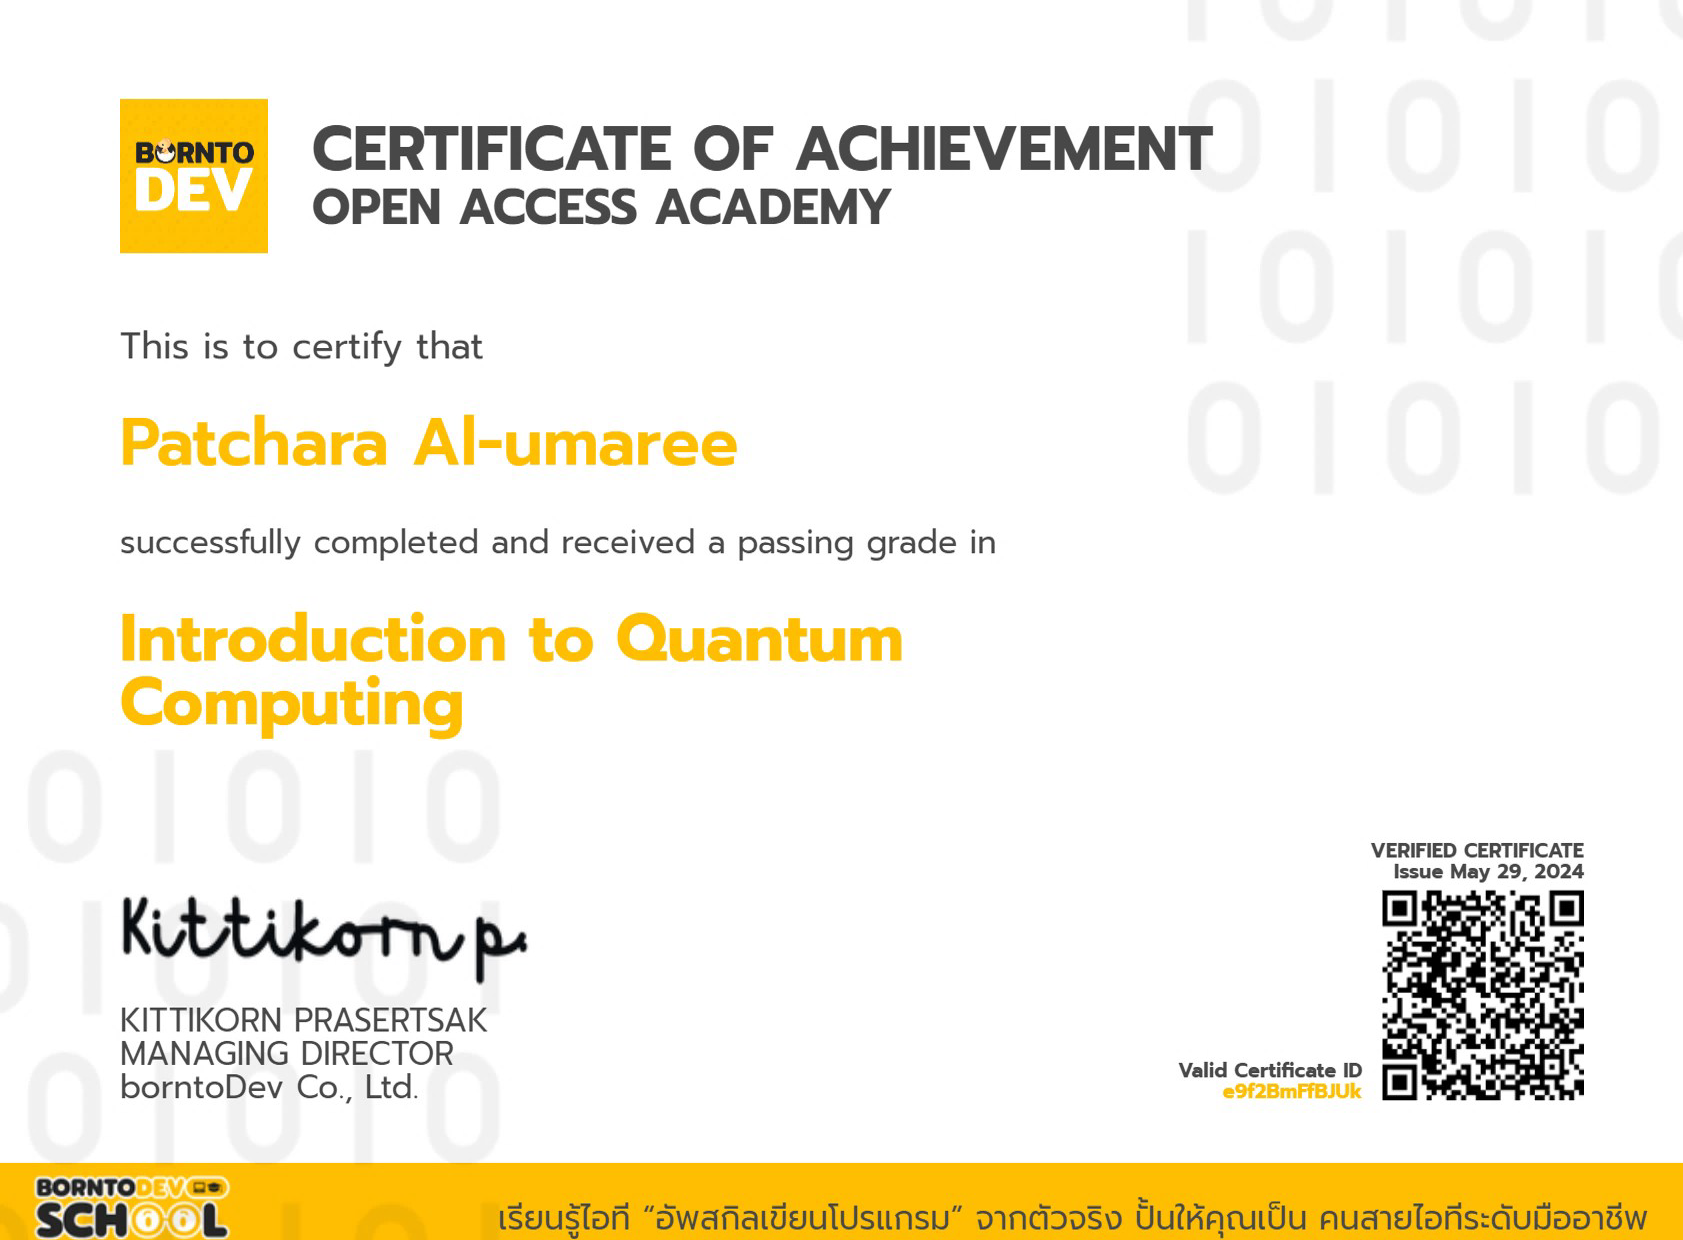 BORNTO
DEV
CERTIFICATE OF ACHIEVEMENT
OPEN ACCESS ACADEMY
This is to certify that
Patchara Al-umaree
successfully completed and received a passing grade in
Introduction to Quantum
Computing
VERIFIED CERTIFICATE
Issue May 29, 2024
Kittikorn p.
KITTIKORN PRASERTSAK
MANAGING DIRECTOR
borntoDev Co., Ltd.
Valid Certificate ID
e9f2BmFfBJUk
BORNTODEV
SCHOOL
เรียนรู้ไอที “อัพสกิลเขียนโปรแกรม” จากตัวจริง ปั้นให้คุณเป็น คนสายไอทีระดับมืออาชีพ